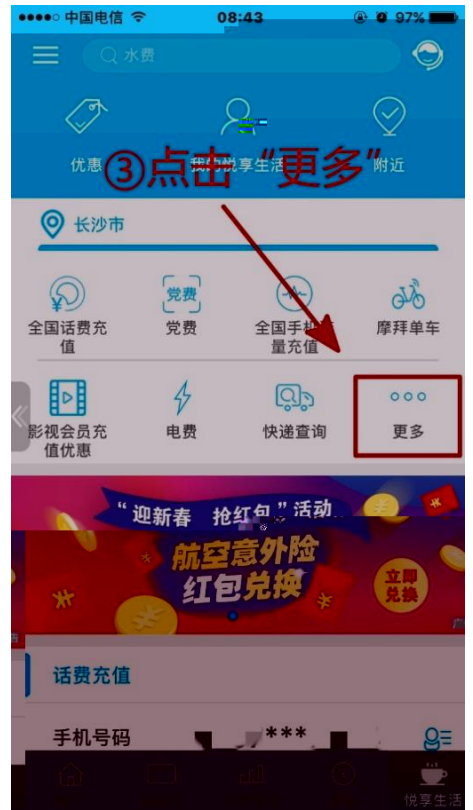 中国电信 08:43 97%
水费
优惠 我的悦享生活 附近
③点击“更多”
长沙市
¥ 党费
全国话费充值 党费 全国手机流量充值 摩拜单车
影视会员充值优惠 电费 快递查询 更多
“迎新春 抢红包”活动
航空意外险
红包兑换
立即
兑换
话费充值
手机号码 ***
悦享生活